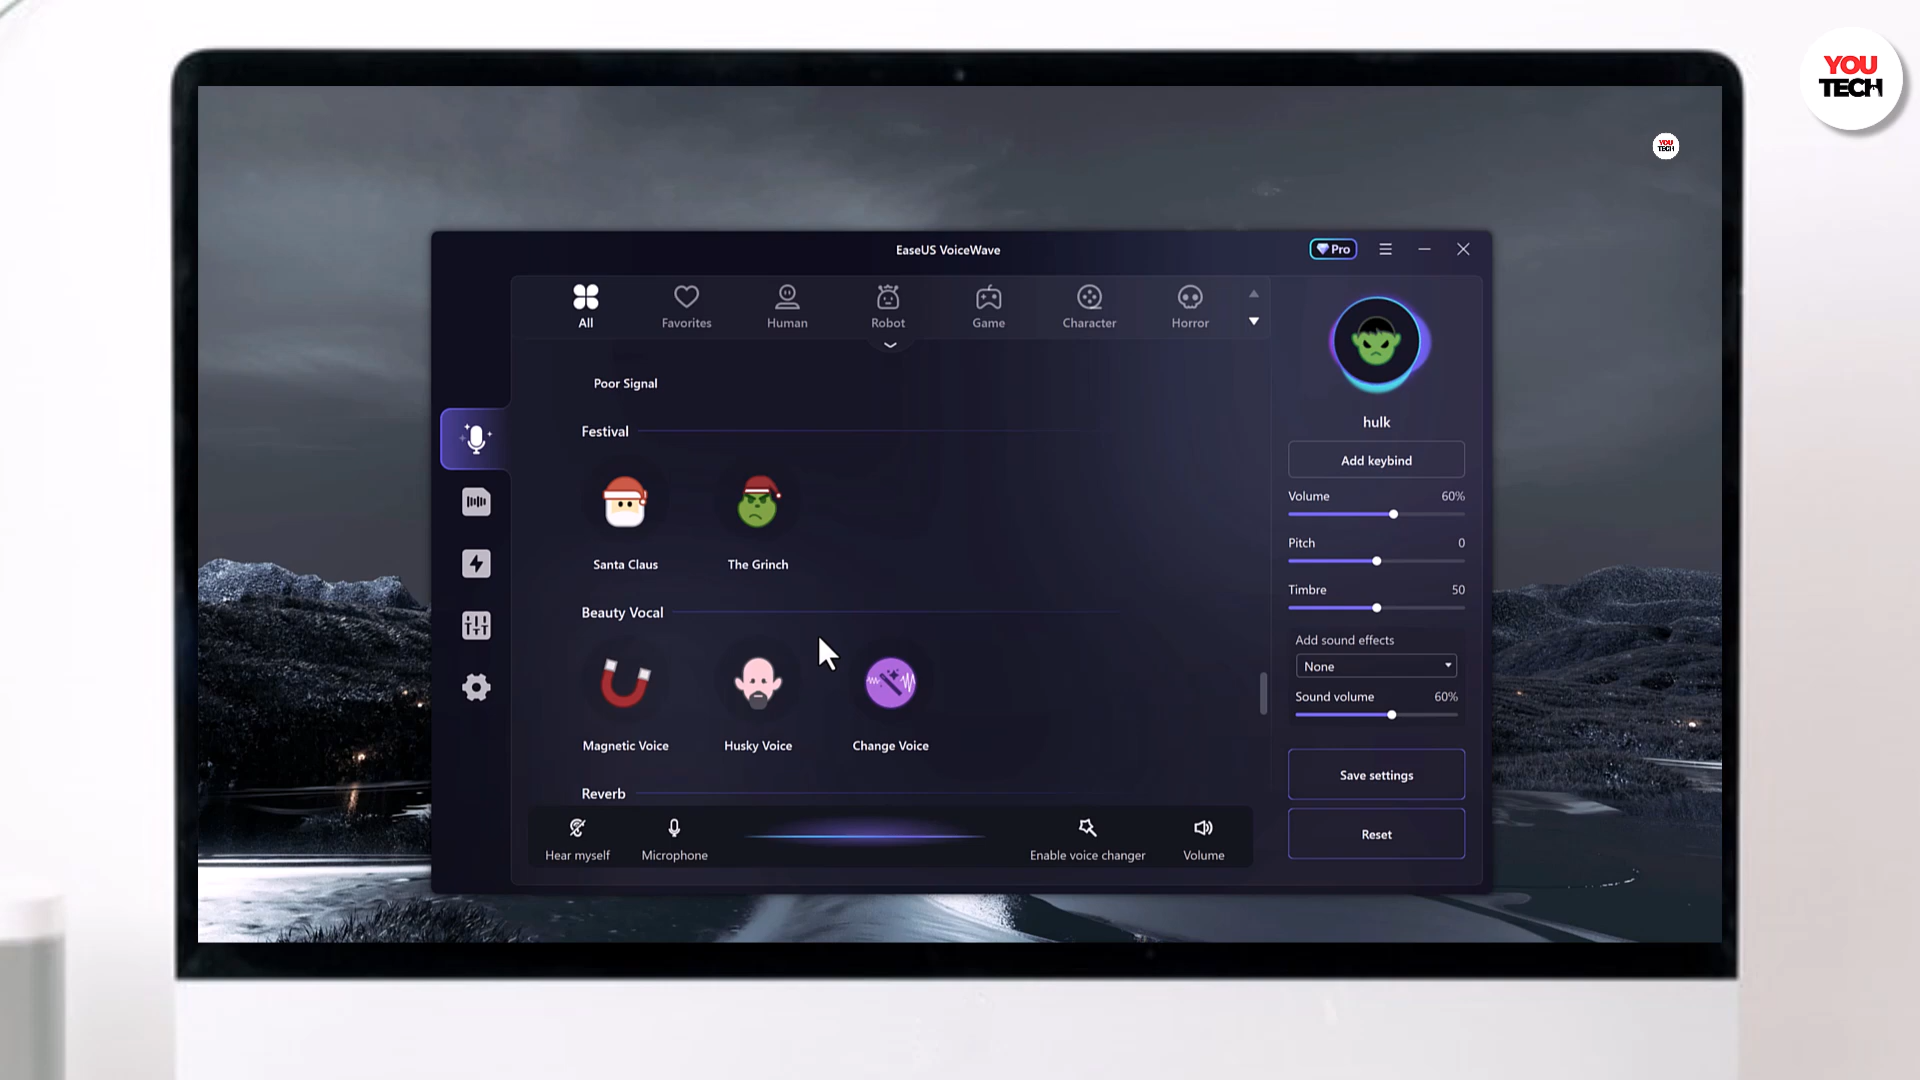 YOU
TECH
YOU
TECH
EaseUS VoiceWave
Pro
All
Favorites
Human
Robot
Game
Character
Horror
Poor Signal
Festival
Santa Claus
The Grinch
Beauty Vocal
Magnetic Voice
Husky Voice
Change Voice
Reverb
Hear myself
Microphone
Enable voice changer
Volume
hulk
Add keybind
Volume 60%
Pitch 0
Timbre 50
Add sound effects
None
Sound volume 60%
Save settings
Reset